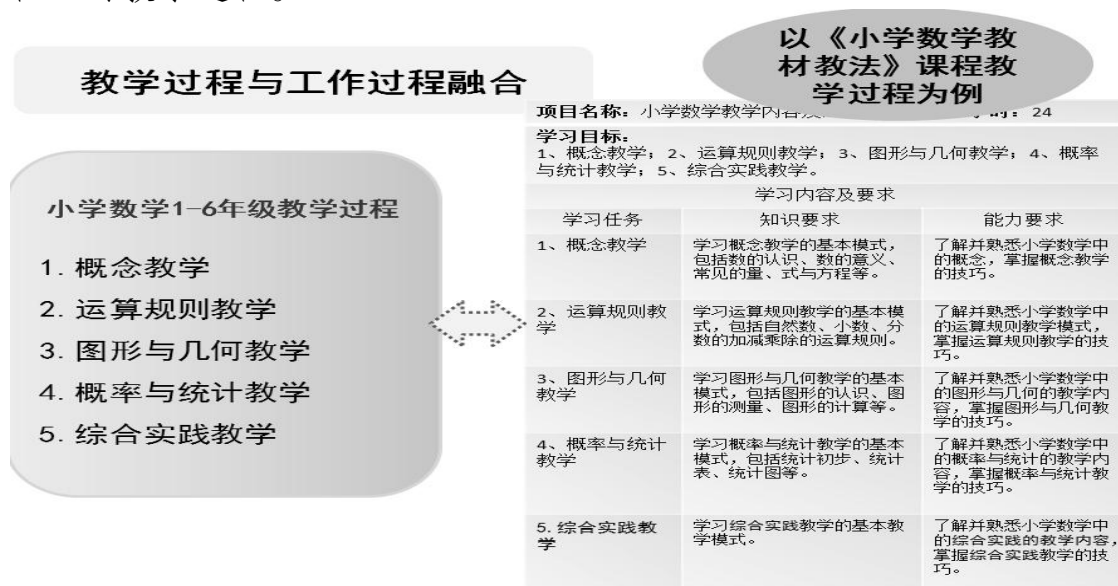 教学过程与工作过程融合
以《小学数学教
材教法》课程教
学过程为例
小学数学1-6年级教学过程
1. 概念教学
2. 运算规则教学
3. 图形与几何教学
4. 概率与统计教学
5. 综合实践教学
项目名称：小学数学教学内容 24
学习目标：
1、概念教学；2、运算规则教学；3、图形与几何教学；4、概率
与统计教学；5、综合实践教学。
学习内容及要求
学习任务 知识要求 能力要求
1、概念教学
学习概念教学的基本模式，
包括数的认识、数的意义、
常见的量、式与方程等。
了解并熟悉小学数学中
的概念，掌握概念教学
的技巧。
2、运算规则教
学
学习运算规则教学的基本模
式，包括自然数、小数、分
数的加减乘除的运算规则。
了解并熟悉小学数学中
的运算规则教学模式，
掌握运算规则教学的技
巧。
3、图形与几何
教学
学习图形与几何教学的基本
模式，包括图形的认识、图
形的测量、图形的计算等。
了解并熟悉小学数学中
的图形与几何的教学内
容，掌握图形与几何教
学的技巧。
4、概率与统计
教学
学习概率与统计教学的基本
模式，包括统计初步、统计
表、统计图等。
了解并熟悉小学数学中
的概率与统计的教学内
容，掌握概率与统计教
学的技巧。
5. 综合实践教
学
学习综合实践教学的基本教
学模式。
了解并熟悉小学数学中
的综合实践的教学内容，
掌握综合实践教学的技
巧。